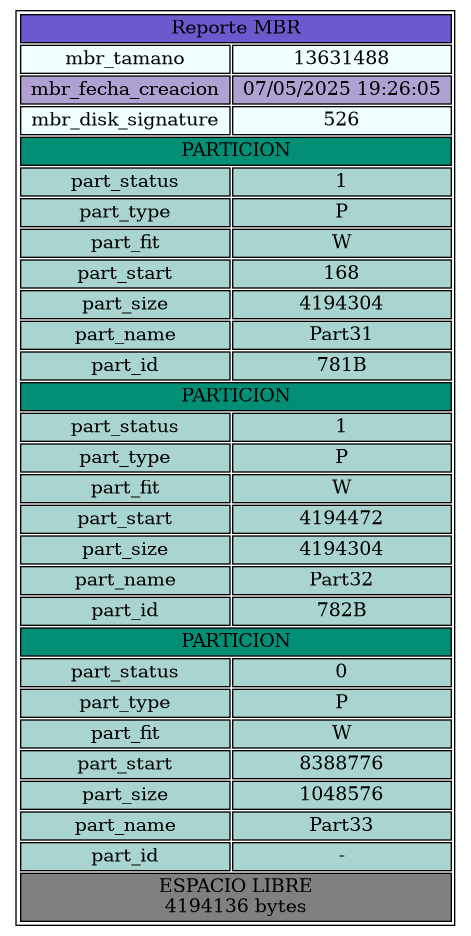 Reporte MBR
mbr_tamano 13631488
mbr_fecha_creacion 07/05/2025 19:26:05
mbr_disk_signature 526
PARTICION
part_status 1
part_type P
part_fit W
part_start 168
part_size 4194304
part_name Part31
part_id 781B
PARTICION
part_status 1
part_type P
part_fit W
part_start 4194472
part_size 4194304
part_name Part32
part_id 782B
PARTICION
part_status 0
part_type P
part_fit W
part_start 8388776
part_size 1048576
part_name Part33
part_id -
ESPACIO LIBRE
4194136 bytes